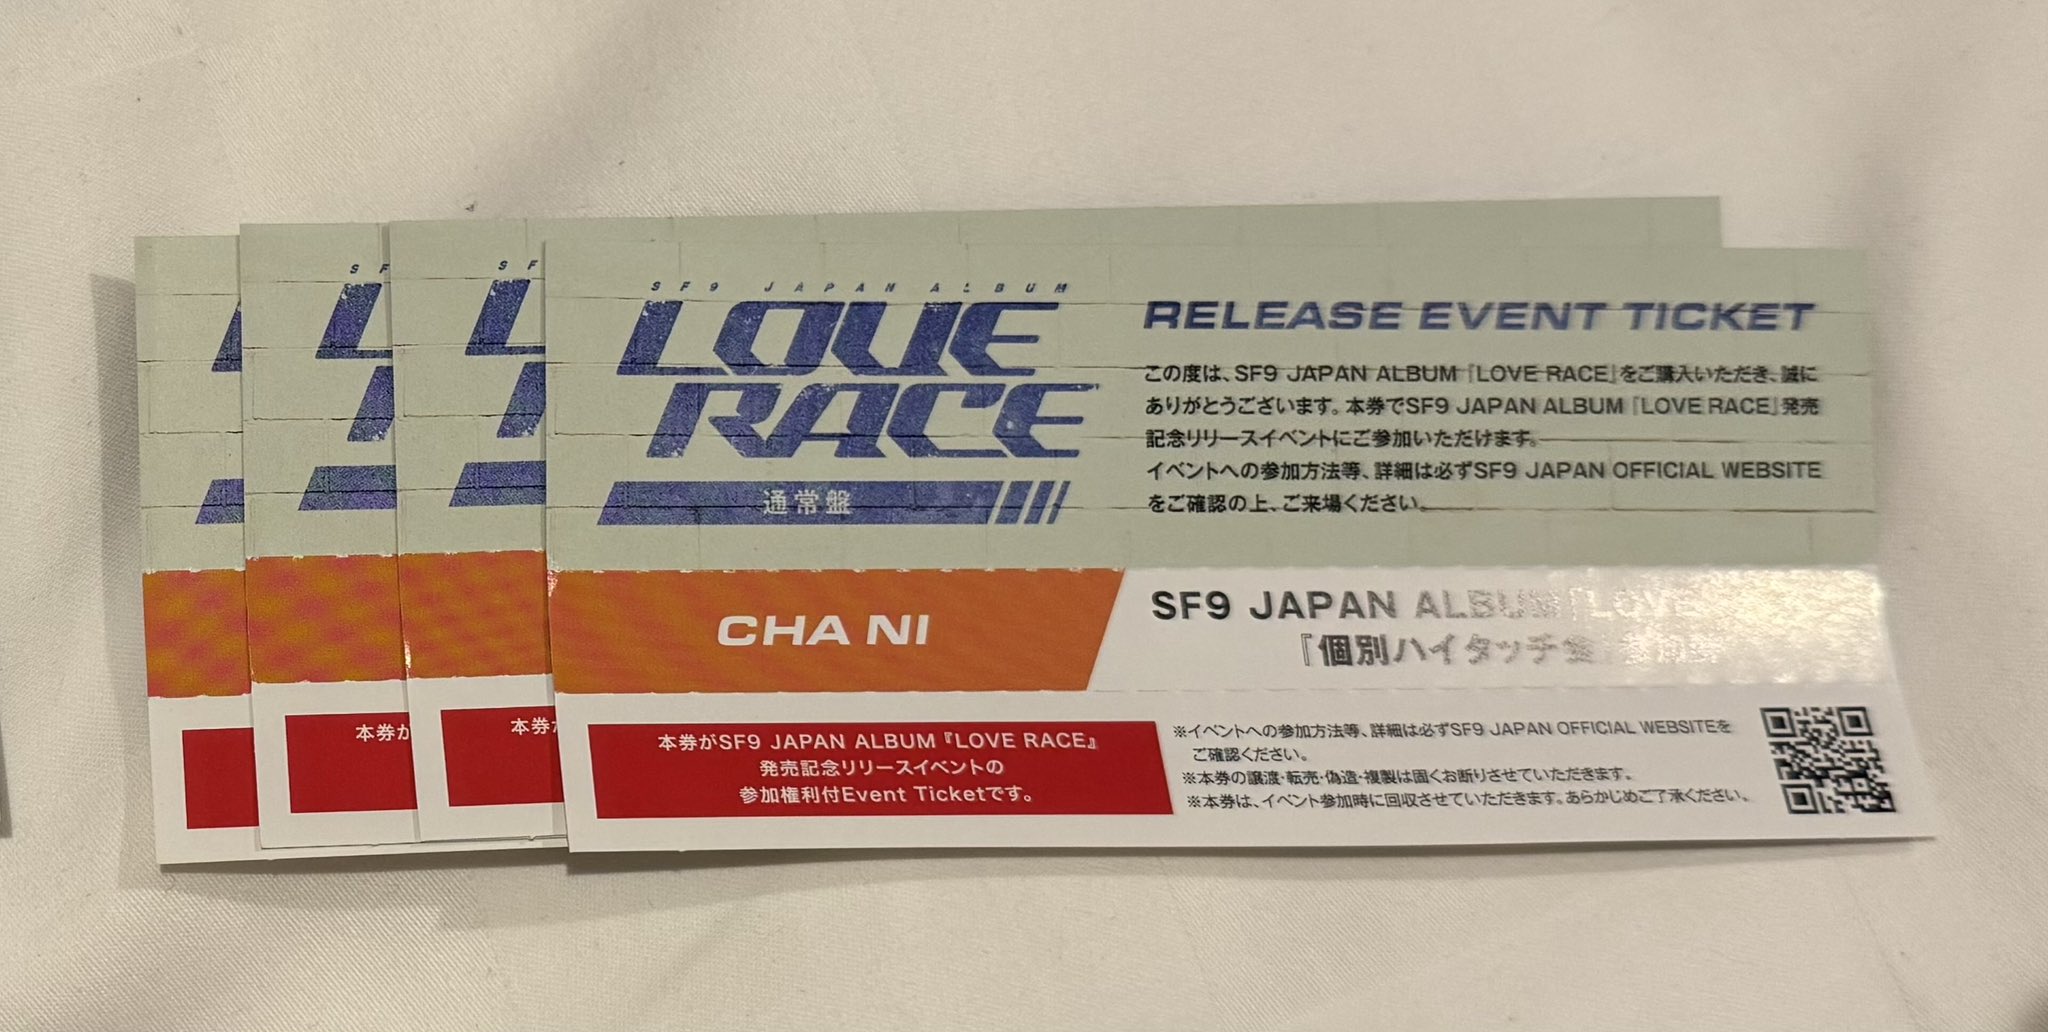 SF
SF
SF9 JAPAN ALBUM
LOVE
RACE
通常盤
RELEASE EVENT TICKET
この度は、SF9 JAPAN ALBUM『LOVE RACE』をご購入いただき、誠に
ありがとうございます。本券でSF9 JAPAN ALBUM『LOVE RACE』発売
記念リリースイベントにご参加いただけます。
イベントへの参加方法等、詳細は必ずSF9 JAPAN OFFICIAL WEBSITE
をご確認の上、ご来場ください。
CHA NI
SF9 JAPAN ALBUM『LOVE
『個別ハイタッチ会
本券が
本券が
本券がSF9 JAPAN ALBUM『LOVE RACE』
発売記念リリースイベントの
参加権利付Event Ticketです。
※イベントへの参加方法等、詳細は必ずSF9 JAPAN OFFICIAL WEBSITEを
ご確認ください。
※本券の譲渡・転売・偽造・複製は固くお断りさせていただきます。
※本券は、イベント参加時に回収させていただきます。あらかじめご了承ください。